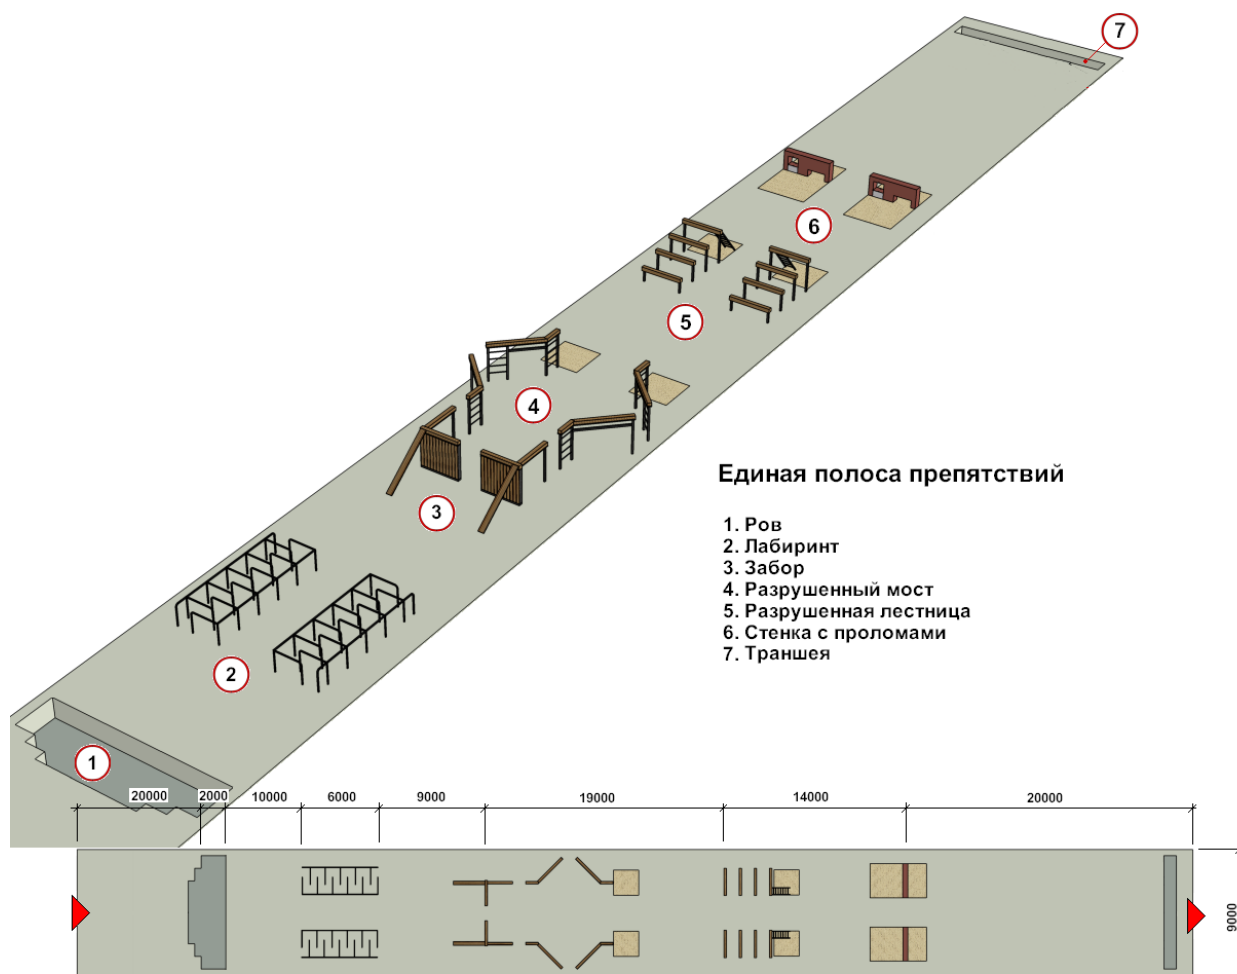 7
6
5
4
3
2
1
Единая полоса препятствий
1. Ров
2. Лабиринт
3. Забор
4. Разрушенный мост
5. Разрушенная лестница
6. Стенка с проломами
7. Траншея
20000 2000 10000 6000 9000 19000 14000 20000
9000